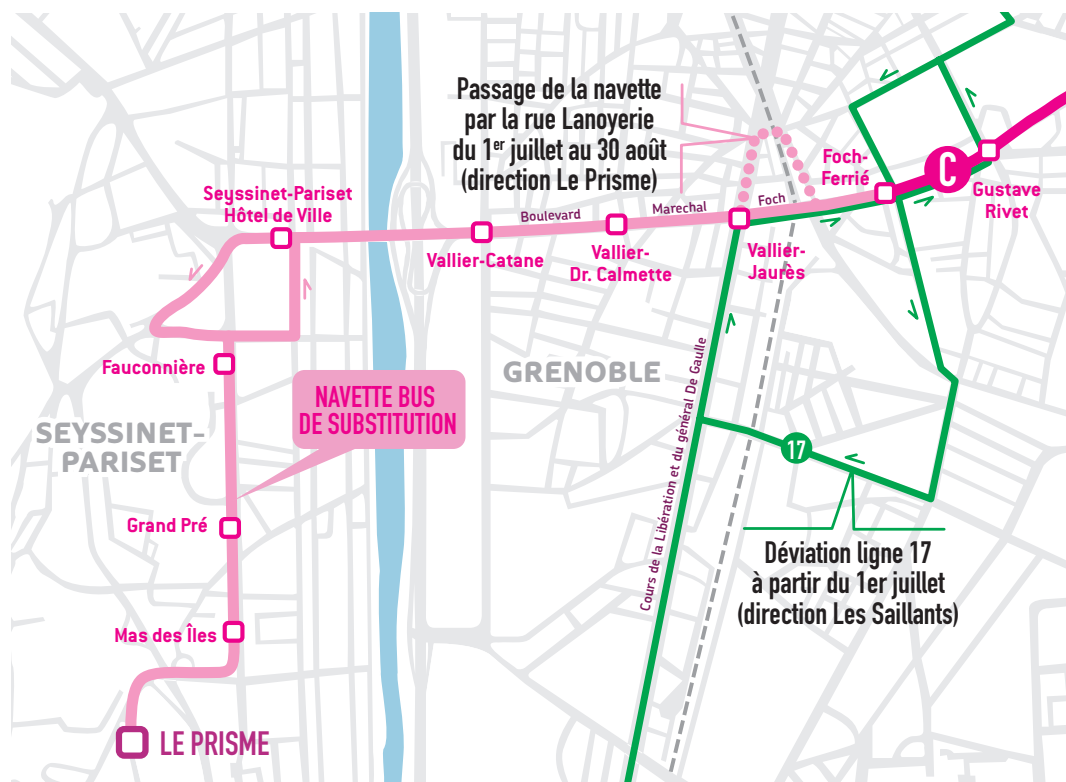 Passage de la navette
par la rue Lanoyerie
du 1er juillet au 30 août
(direction Le Prisme)
Foch-
Ferrié
C
Gustave
Rivet
Seyssinet-Pariset
Hôtel de Ville
Boulevard
Marechal
Foch
Vallier-Catane
Vallier-
Dr. Calmette
Vallier-
Jaurès
Fauconnière
GRENOBLE
NAVETTE BUS
DE SUBSTITUTION
SEYSSINET-
PARISET
Cours de la Libération et du général De Gaulle
17
Grand Pré
Déviation ligne 17
à partir du 1er juillet
(direction Les Saillants)
Mas des Îles
LE PRISME